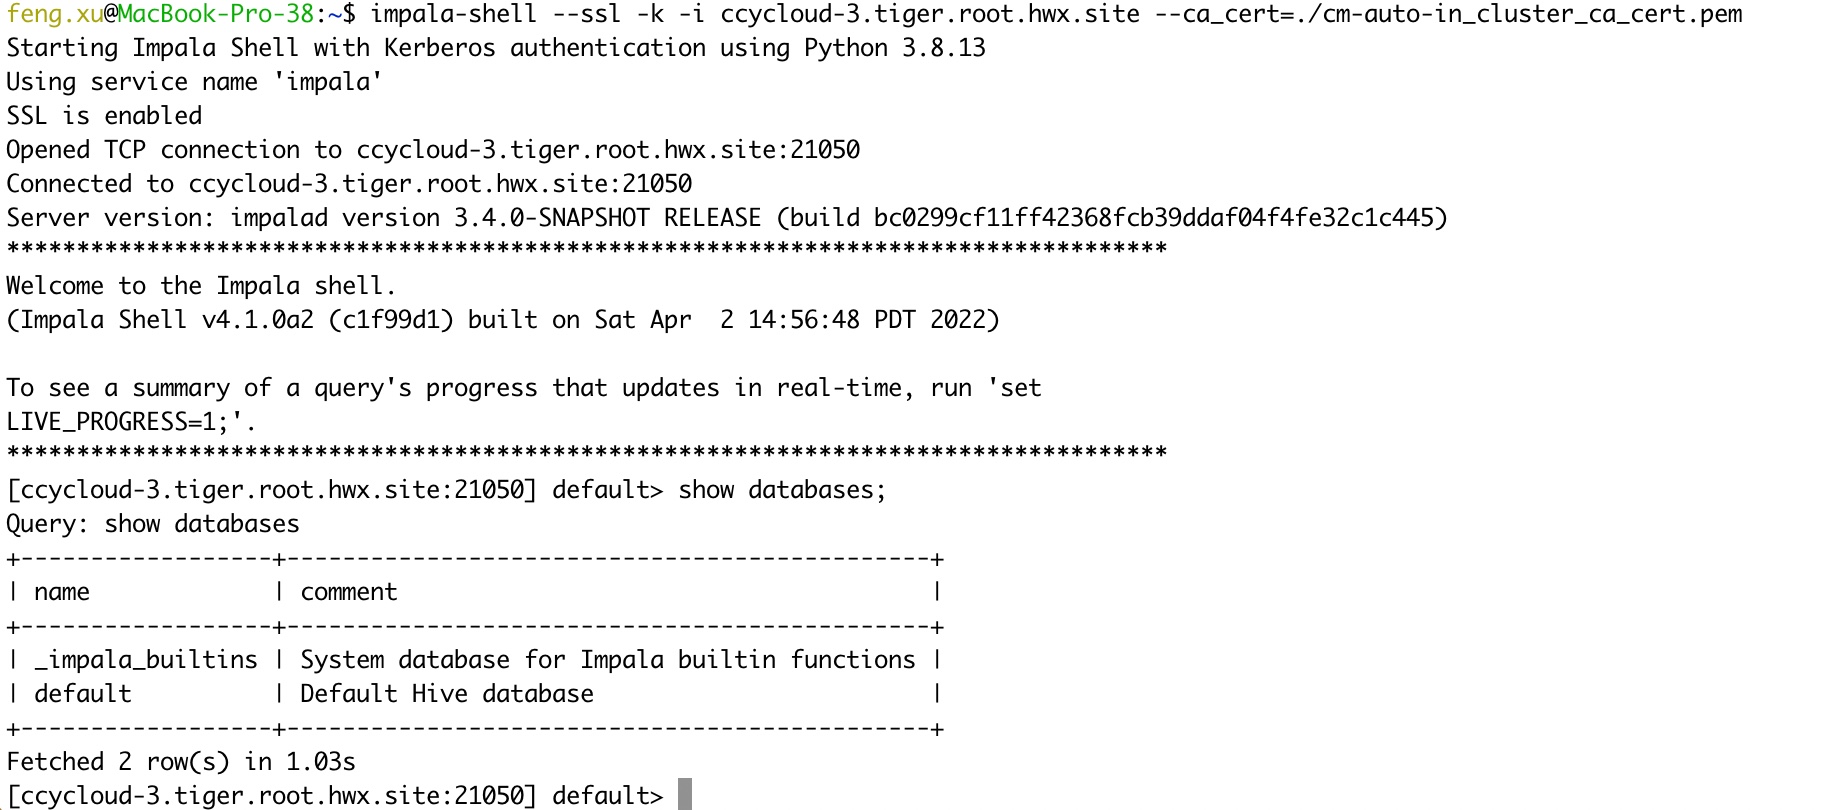 feng.xu@MacBook-Pro-38:~$ impala-shell --ssl -k -i ccycloud-3.tiger.root.hwx.site --ca_cert=./cm-auto-in_cluster_ca_cert.pem
Starting Impala Shell with Kerberos authentication using Python 3.8.13
Using service name 'impala'
SSL is enabled
Opened TCP connection to ccycloud-3.tiger.root.hwx.site:21050
Connected to ccycloud-3.tiger.root.hwx.site:21050
Server version: impalad version 3.4.0-SNAPSHOT RELEASE (build bc0299cf11ff42368fcb39ddaf04f4fe32c1c445)
***********************************************************************************
Welcome to the Impala shell.
(Impala Shell v4.1.0a2 (c1f99d1) built on Sat Apr  2 14:56:48 PDT 2022)

To see a summary of a query's progress that updates in real-time, run 'set
LIVE_PROGRESS=1;'.
***********************************************************************************
[ccycloud-3.tiger.root.hwx.site:21050] default> show databases;
Query: show databases
+------------------+----------------------------------------------+
| name             | comment                                      |
+------------------+----------------------------------------------+
| _impala_builtins | System database for Impala builtin functions |
| default          | Default Hive database                        |
+------------------+----------------------------------------------+
Fetched 2 row(s) in 1.03s
[ccycloud-3.tiger.root.hwx.site:21050] default>